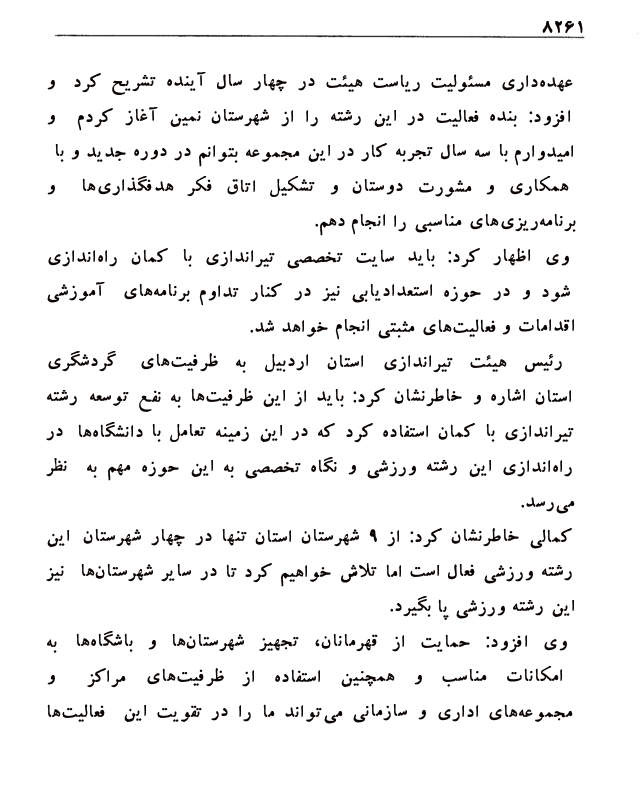 ۸۲۶۱
عهده‌داری مسئولیت ریاست هیئت در چهار سال آینده تشریح کرد و
افزود: بنده فعالیت در این رشته را از شهرستان نمین آغاز کردم و
امیدوارم با سه سال تجربه کار در این مجموعه بتوانم در دوره جدید و با
همکاری و مشورت دوستان و تشکیل اتاق فکر هدفگذاری‌ها و
برنامه‌ریزی‌های مناسبی را انجام دهم.
وی اظهار کرد: باید سایت تخصصی تیراندازی با کمان راه‌اندازی
شود و در حوزه استعدادیابی نیز در کنار تداوم برنامه‌های آموزشی
اقدامات و فعالیت‌های مثبتی انجام خواهد شد.
رئیس هیئت تیراندازی استان اردبیل به ظرفیت‌های گردشگری
استان اشاره و خاطرنشان کرد: باید از این ظرفیت‌ها به نفع توسعه رشته
تیراندازی با کمان استفاده کرد که در این زمینه تعامل با دانشگاه‌ها در
راه‌اندازی این رشته ورزشی و نگاه تخصصی به این حوزه مهم به نظر
می‌رسد.
کمالی خاطرنشان کرد: از ۹ شهرستان استان تنها در چهار شهرستان این
رشته ورزشی فعال است اما تلاش خواهیم کرد تا در سایر شهرستان‌ها نیز
این رشته ورزشی پا بگیرد.
وی افزود: حمایت از قهرمانان، تجهیز شهرستان‌ها و باشگاه‌ها به
امکانات مناسب و همچنین استفاده از ظرفیت‌های مراکز و
مجموعه‌های اداری و سازمانی می‌تواند ما را در تقویت این فعالیت‌ها